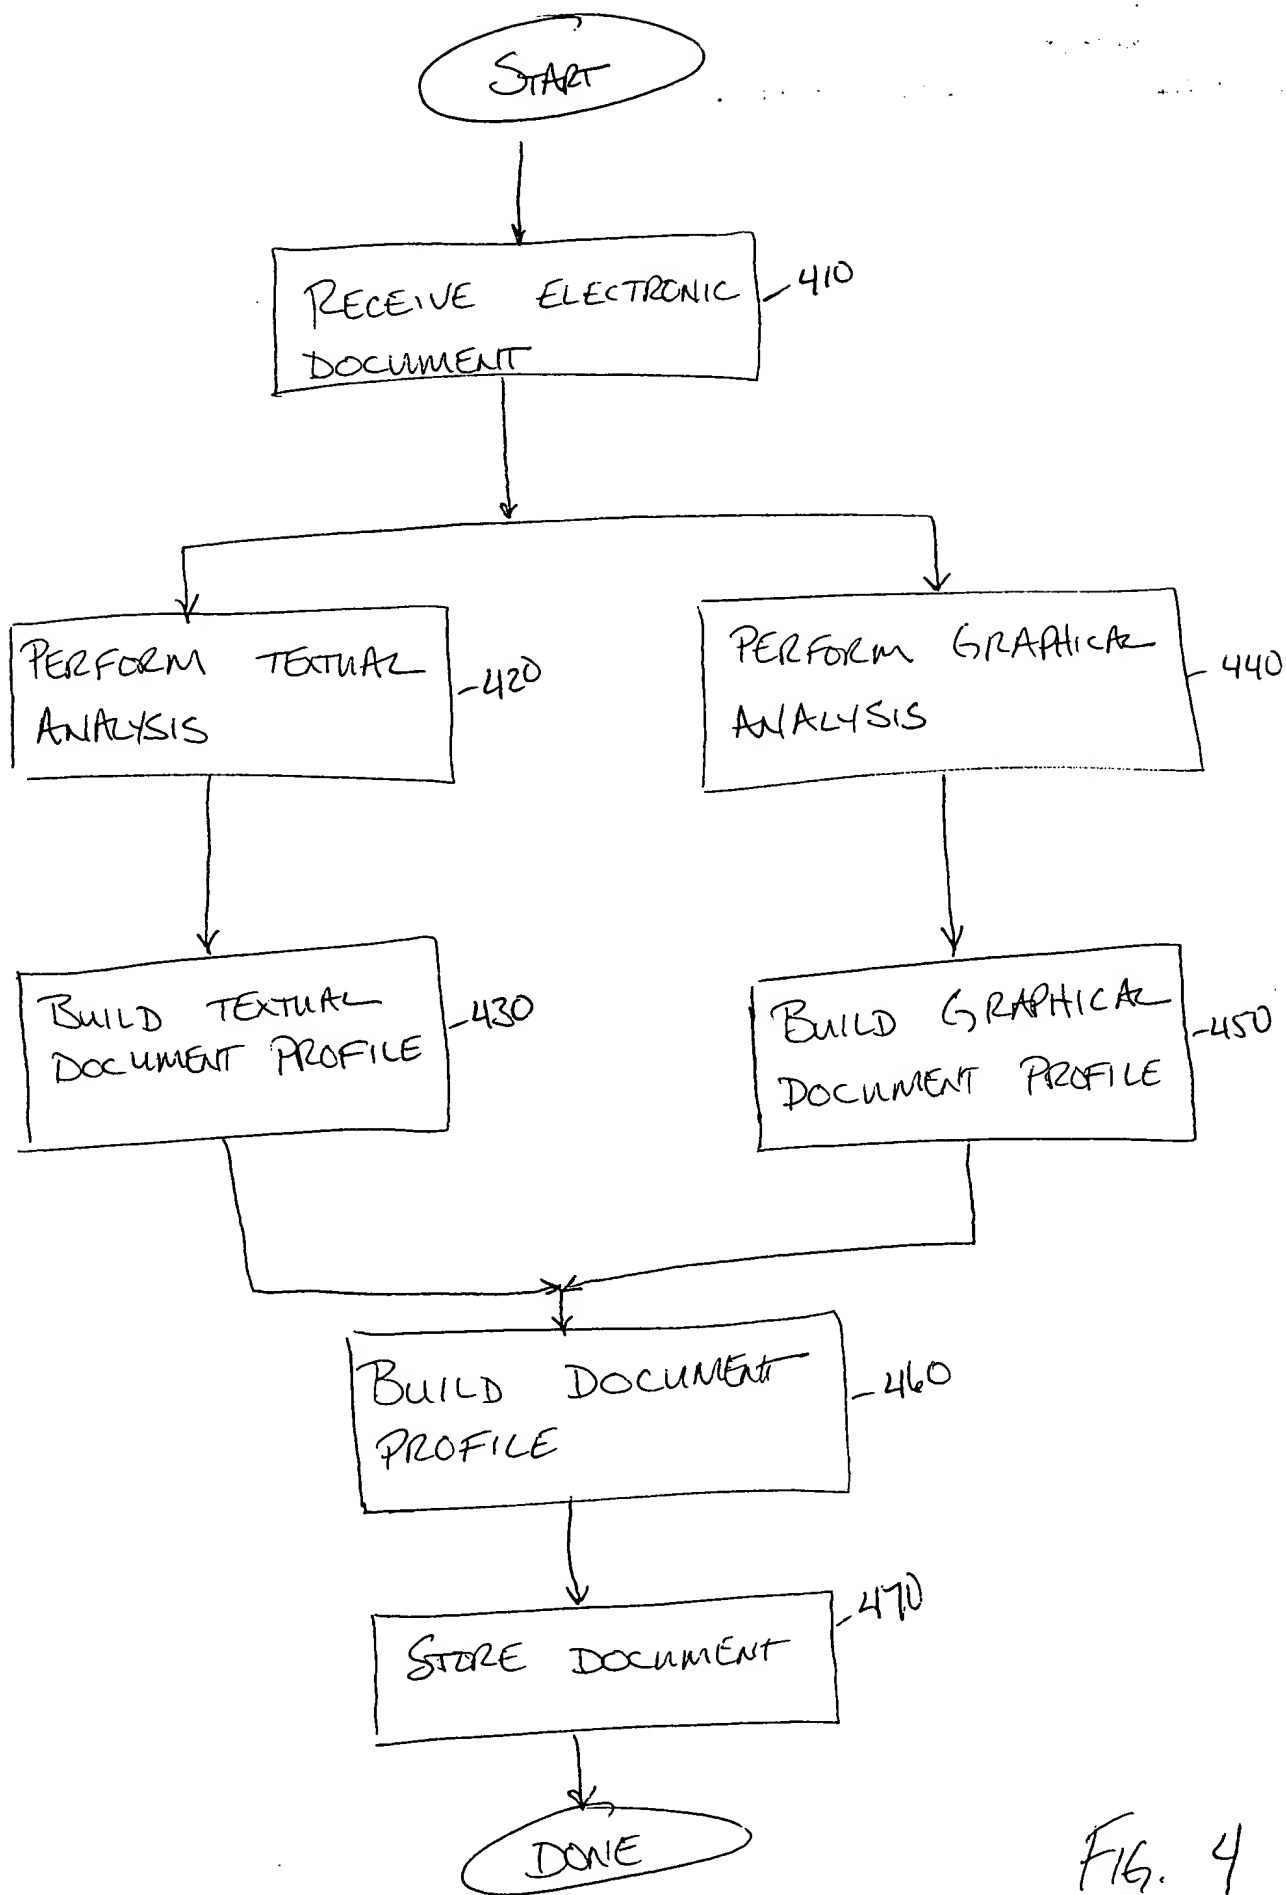 START
RECEIVE ELECTRONIC
DOCUMENT
410
PERFORM TEXTUAL
ANALYSIS
420
PERFORM GRAPHICAL
ANALYSIS
440
BUILD TEXTUAL
DOCUMENT PROFILE
430
BUILD GRAPHICAL
DOCUMENT PROFILE
450
BUILD DOCUMENT
PROFILE
460
STORE DOCUMENT
470
DONE
FIG. 4